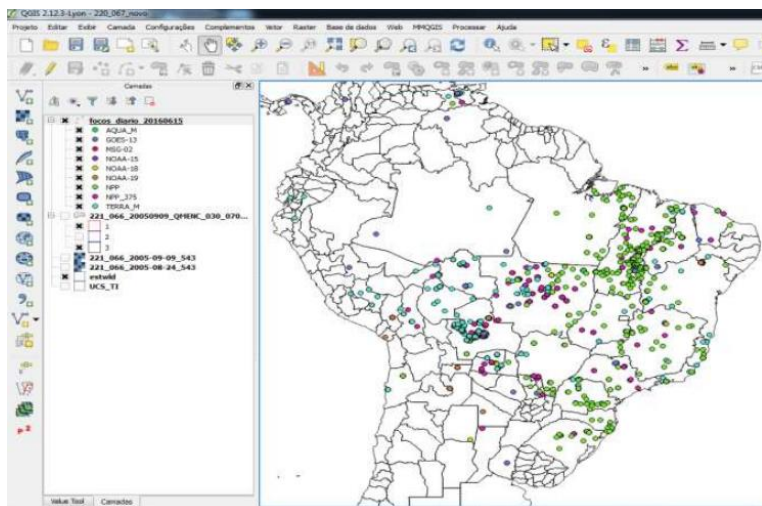 QGIS 2.12.3-Lyon - 220_067_novo
Projeto Editar Exibir Camada Configurações Complementos Vetor Raster Base de dados Web MMQGIS Processar Ajuda
Camadas
focos_diario_20160615
AQUA_M
GOES-13
MSG-02
NOAA-15
NOAA-18
NOAA-19
NPP
NPP_375
TERRA_M
221_066_20050909_QMENC_030_070...
1
2
3
221_066_2005-09-09_543
221_066_2005-08-24_543
estwld
UCS_TI
Value Tool Camadas